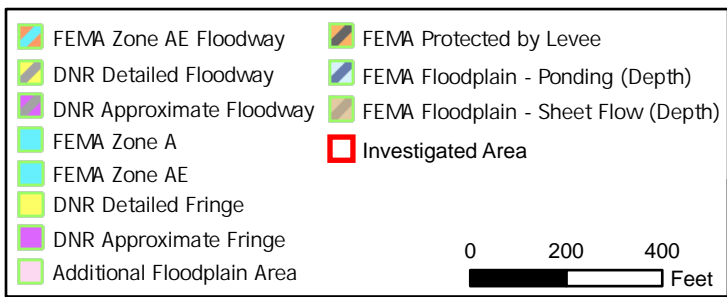 FEMA Zone AE Floodway
DNR Detailed Floodway
DNR Approximate Floodway
FEMA Zone A
FEMA Zone AE
DNR Detailed Fringe
DNR Approximate Fringe
Additional Floodplain Area
FEMA Protected by Levee
FEMA Floodplain - Ponding (Depth)
FEMA Floodplain - Sheet Flow (Depth)
Investigated Area
0 200 400
Feet